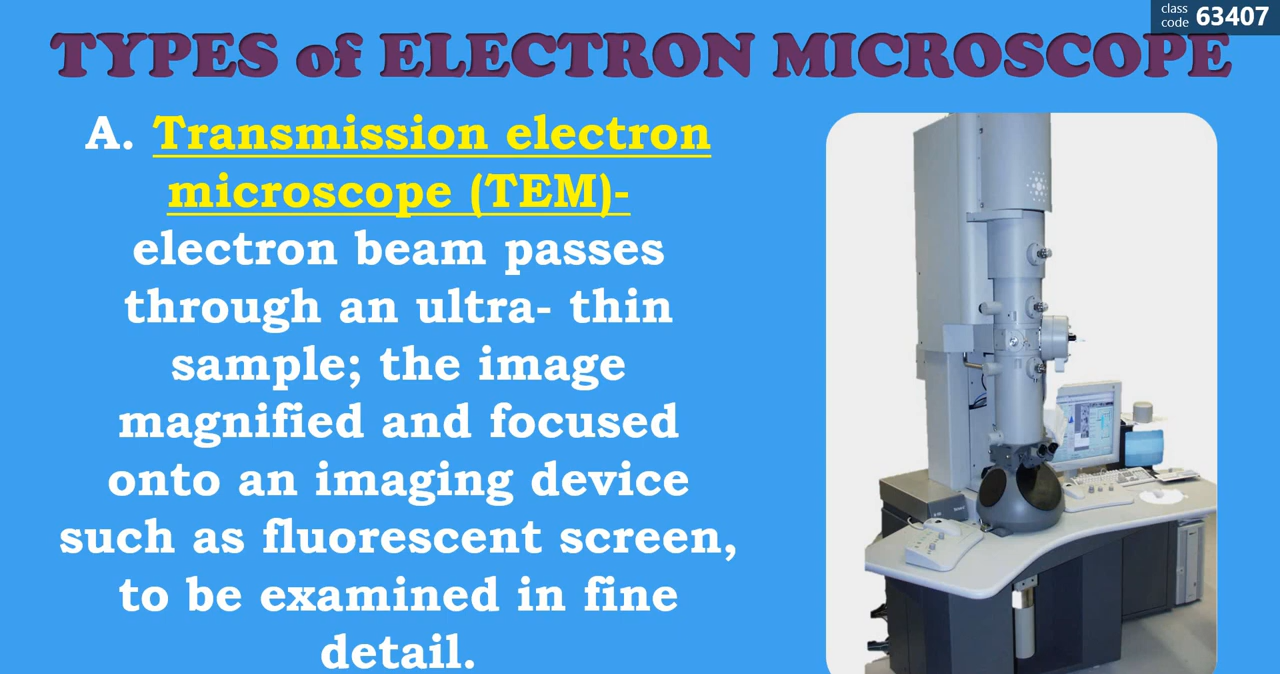 class
code 63407
TYPES of ELECTRON MICROSCOPE
A. Transmission electron
microscope (TEM)-
electron beam passes
through an ultra- thin
sample; the image
magnified and focused
onto an imaging device
such as fluorescent screen,
to be examined in fine
detail.